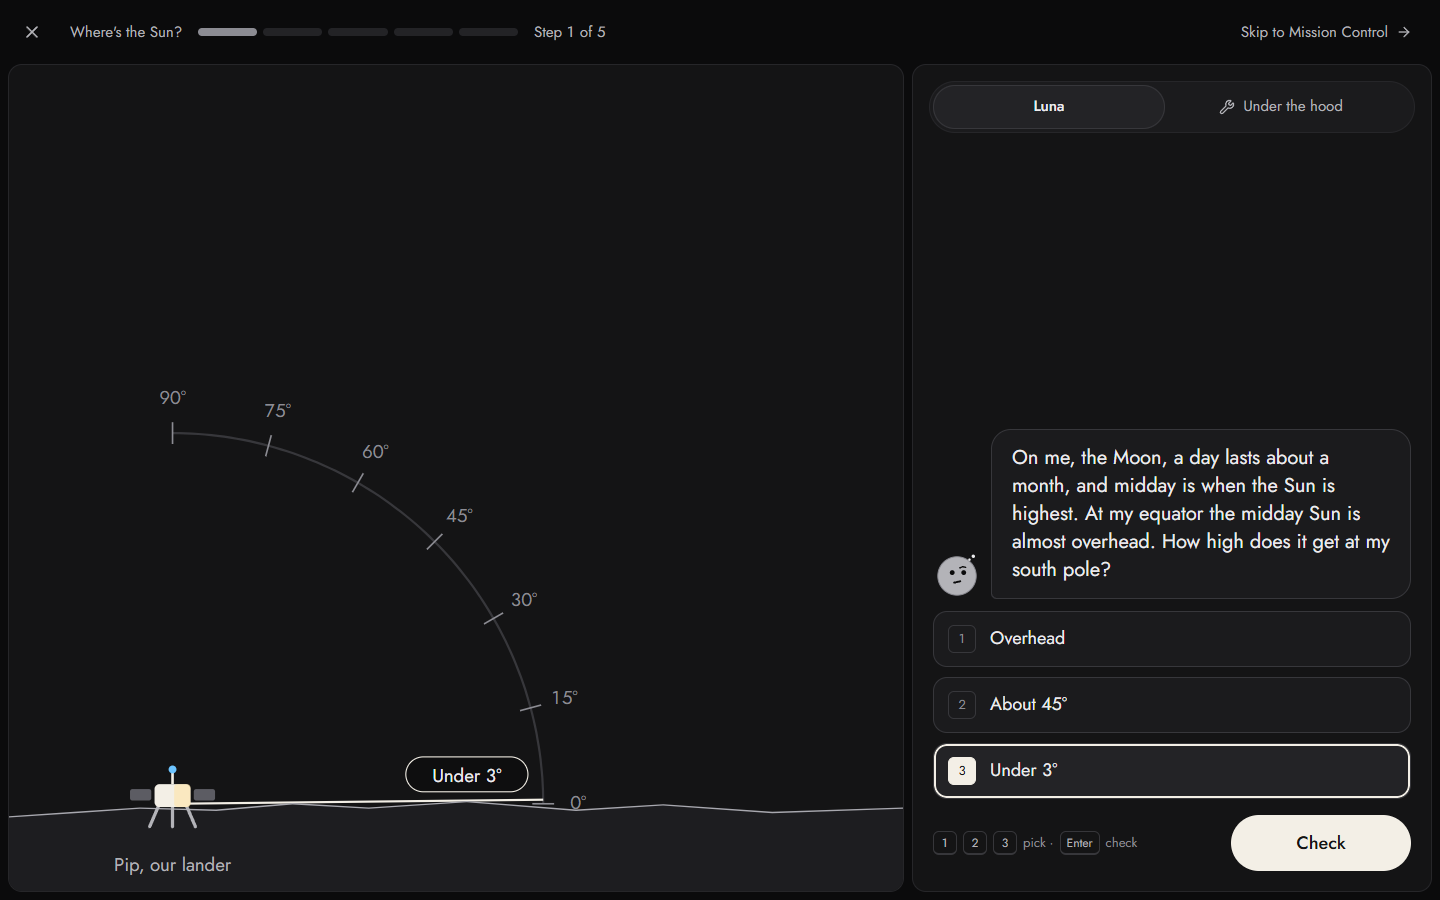 Where's the Sun?
Step 1 of 5
Skip to Mission Control
90°
75°
60°
45°
30°
15°
0°
Under 3°
Pip, our lander
Luna
Under the hood
On me, the Moon, a day lasts about a
month, and midday is when the Sun is
highest. At my equator the midday Sun is
almost overhead. How high does it get at my
south pole?
1 Overhead
2 About 45°
3 Under 3°
1 2 3 pick · Enter check
Check